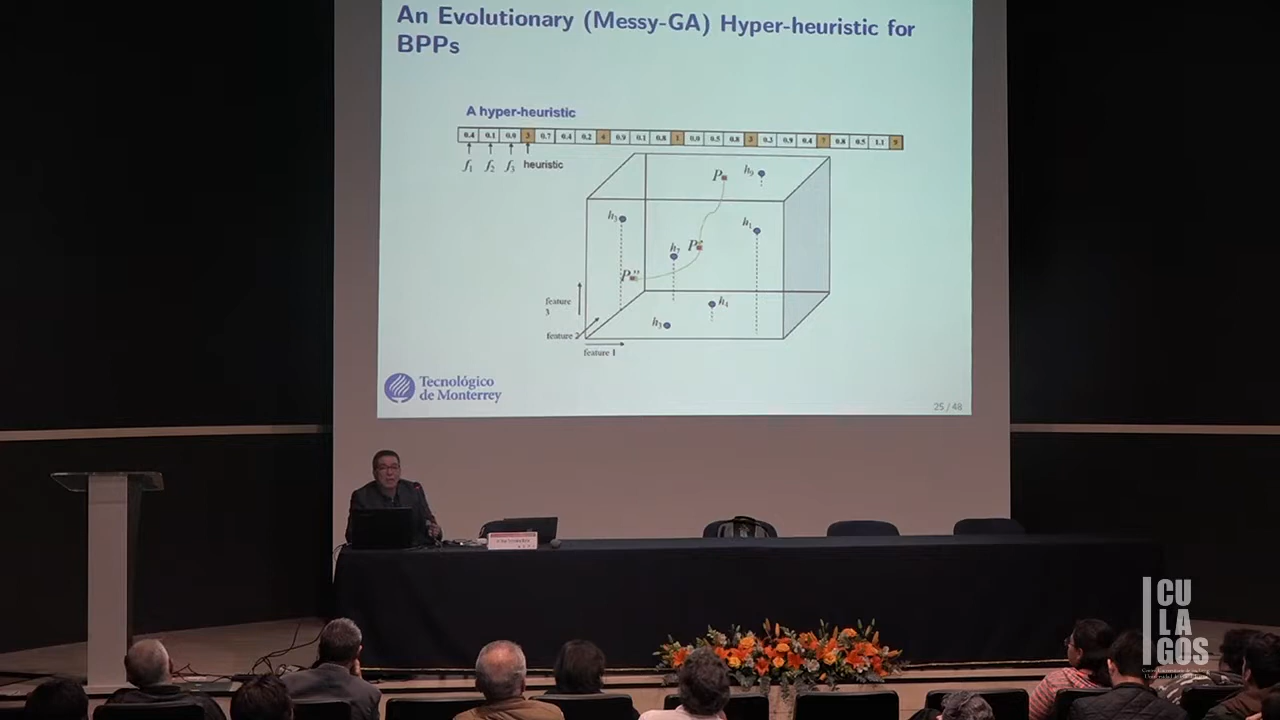 An Evolutionary (Messy-GA) Hyper-heuristic for
BPPs
A hyper-heuristic
0.4 0.1 0.0 3 0.7 0.4 0.2 4 0.9 0.1 0.8 1 0.0 0.5 0.8 3 0.3 0.9 0.4 7 0.8 0.5 1.1 9
f1 f2 f3 heuristic
P h9
h3 h1
h7 P'
P''
h4
h3
feature
3
feature 2
feature 1
Tecnológico
de Monterrey
25 / 48
CU
LA
GOS